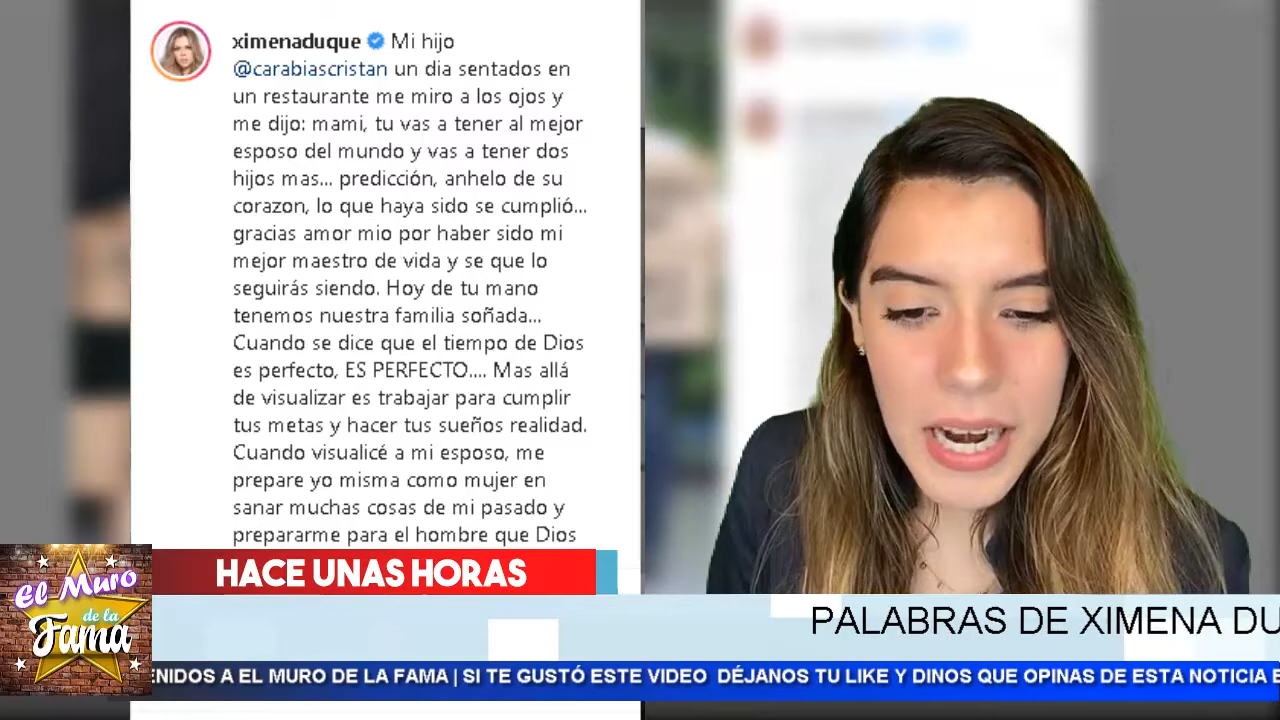 ximenaduque Mi hijo
@carabiascristan un dia sentados en
un restaurante me miro a los ojos y
me dijo: mami, tu vas a tener al mejor
esposo del mundo y vas a tener dos
hijos mas... predicción, anhelo de su
corazon, lo que haya sido se cumplió...
gracias amor mio por haber sido mi
mejor maestro de vida y se que lo
seguirás siendo. Hoy de tu mano
tenemos nuestra familia soñada...
Cuando se dice que el tiempo de Dios
es perfecto, ES PERFECTO.... Mas allá
de visualizar es trabajar para cumplir
tus metas y hacer tus sueños realidad.
Cuando visualicé a mi esposo, me
prepare yo misma como mujer en
sanar muchas cosas de mi pasado y
prepararme para el hombre que Dios
HACE UNAS HORAS
El Muro
de la
Fama
PALABRAS DE XIMENA DU
ENIDOS A EL MURO DE LA FAMA | SI TE GUSTÓ ESTE VIDEO DÉJANOS TU LIKE Y DINOS QUE OPINAS DE ESTA NOTICIA E